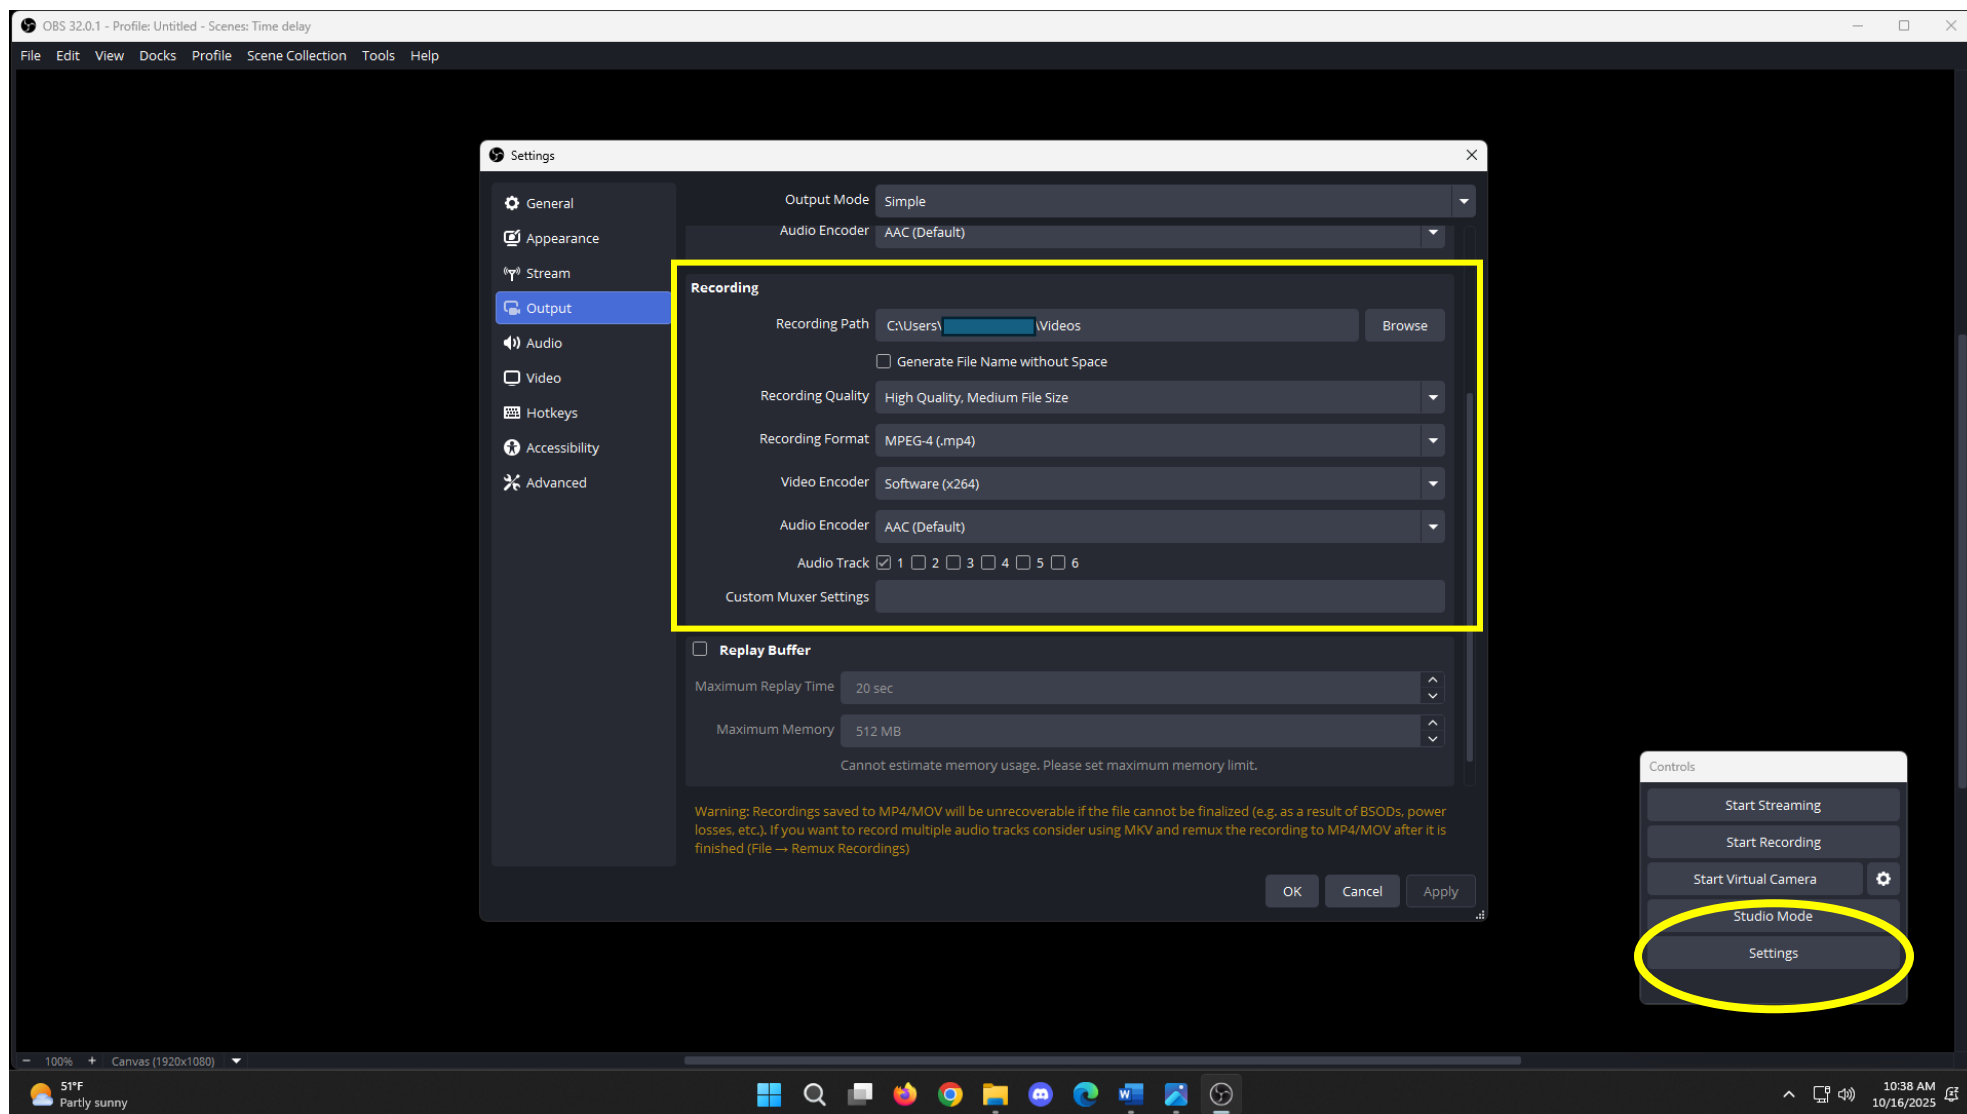 OBS 32.0.1 - Profile: Untitled - Scenes: Time delay
File Edit View Docks Profile Scene Collection Tools Help
Settings
General
Appearance
Stream
Output
Audio
Video
Hotkeys
Accessibility
Advanced
Output Mode Simple
Audio Encoder AAC (Default)
Recording
Recording Path C:\Users\ \Videos Browse
Generate File Name without Space
Recording Quality High Quality, Medium File Size
Recording Format MPEG-4 (.mp4)
Video Encoder Software (x264)
Audio Encoder AAC (Default)
Audio Track 1 2 3 4 5 6
Custom Muxer Settings
Replay Buffer
Maximum Replay Time 20 sec
Maximum Memory 512 MB
Cannot estimate memory usage. Please set maximum memory limit.
Warning: Recordings saved to MP4/MOV will be unrecoverable if the file cannot be finalized (e.g. as a result of BSODs, power
losses, etc.). If you want to record multiple audio tracks consider using MKV and remux the recording to MP4/MOV after it is
finished (File → Remux Recordings)
OK Cancel Apply
Controls
Start Streaming
Start Recording
Start Virtual Camera
Studio Mode
Settings
100% Canvas (1920x1080)
51°F
Partly sunny
10:38 AM
10/16/2025